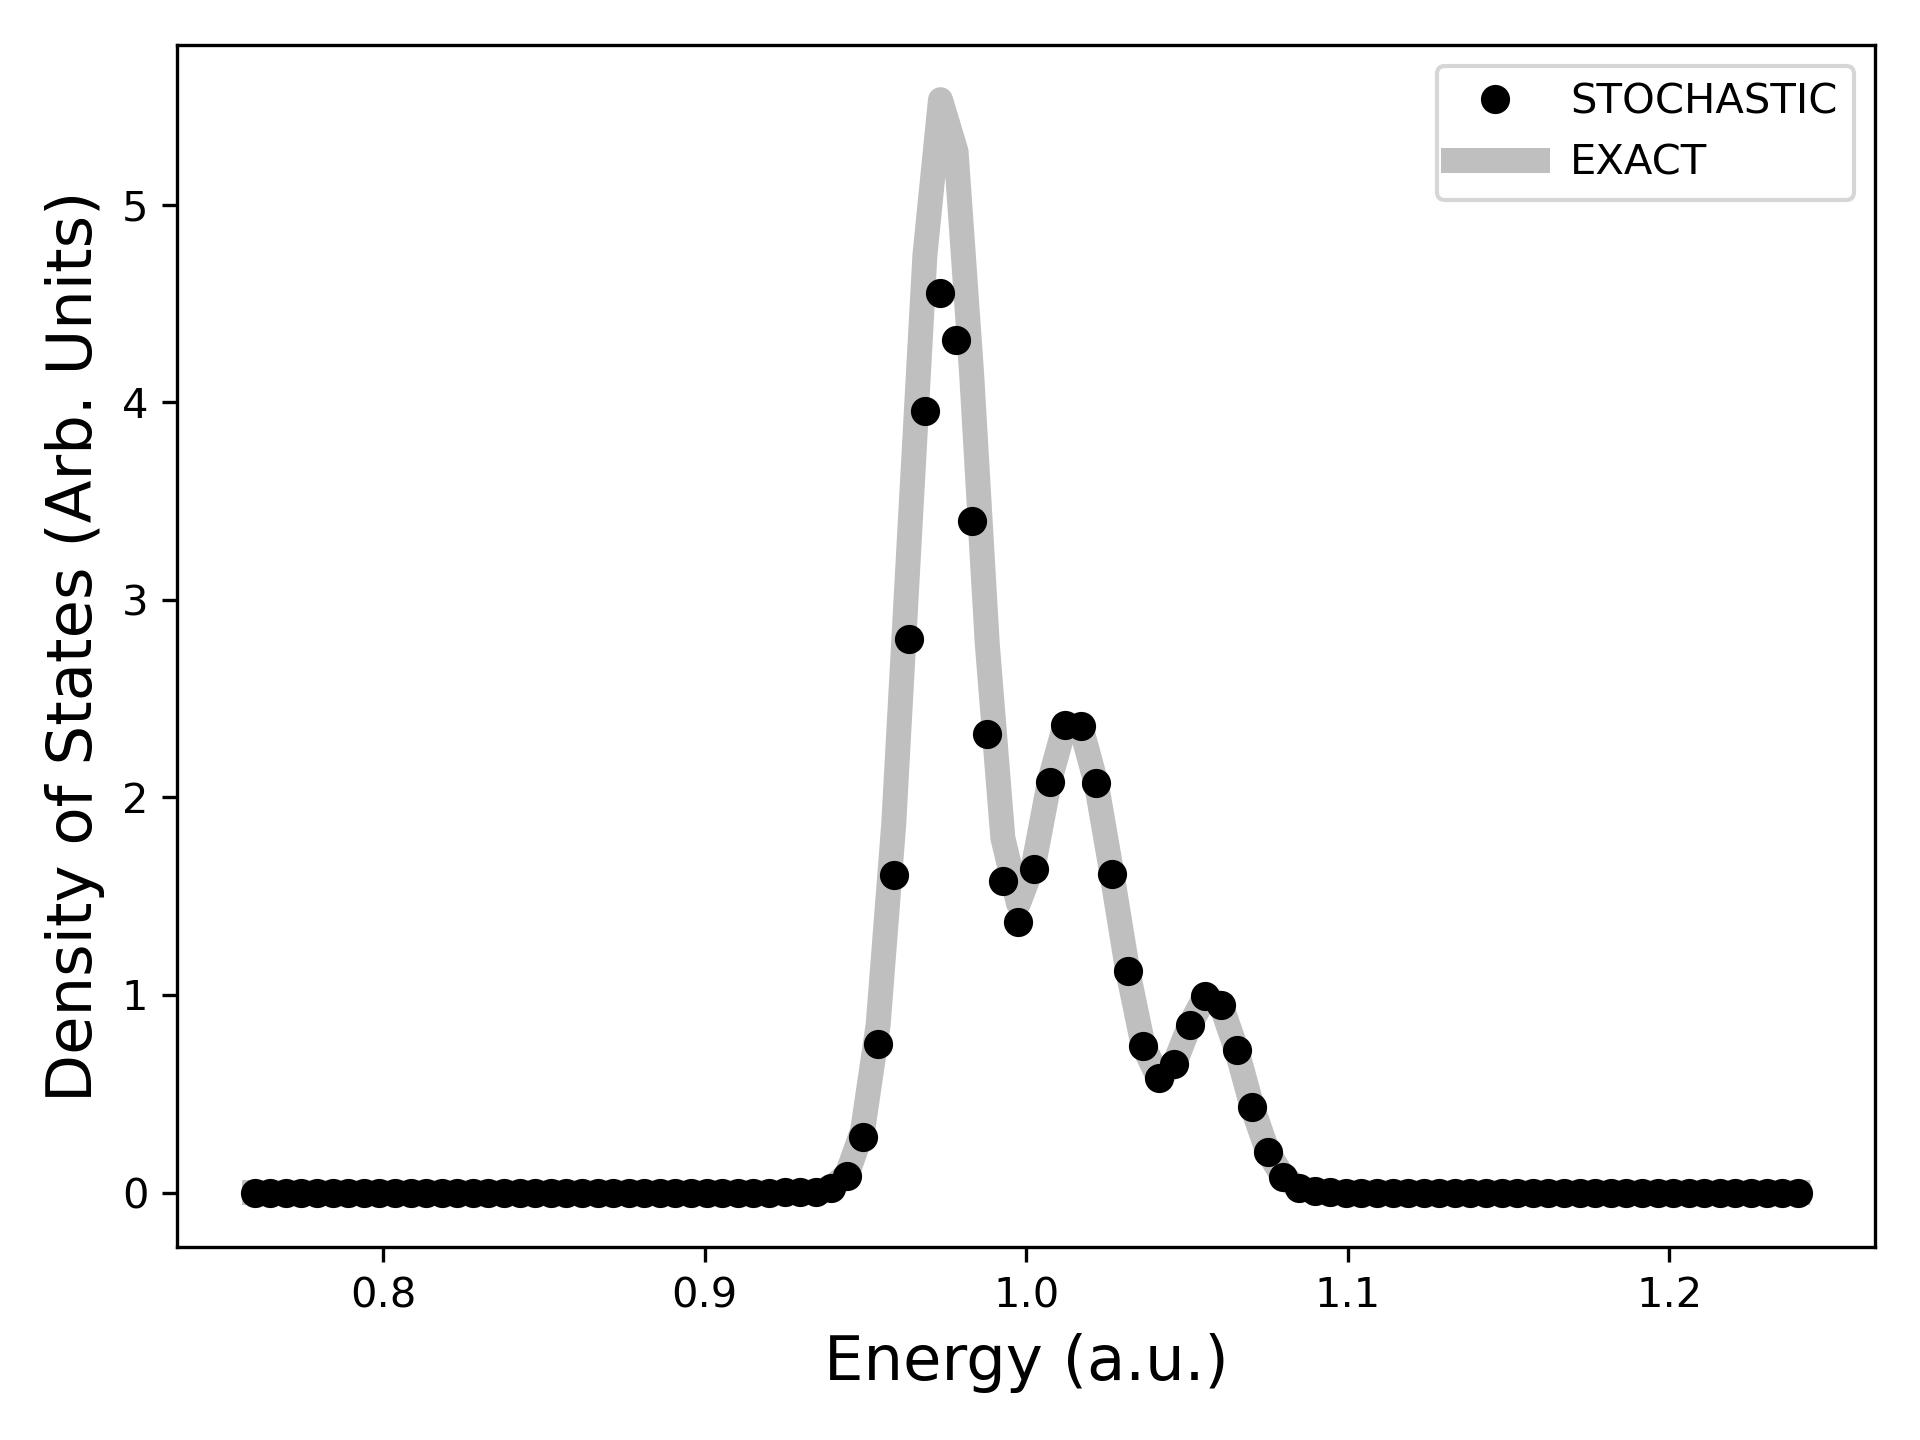 STOCHASTIC
EXACT
Density of States (Arb. Units)
5
4
3
2
1
0
0.8
0.9
1.0
1.1
1.2
Energy (a.u.)